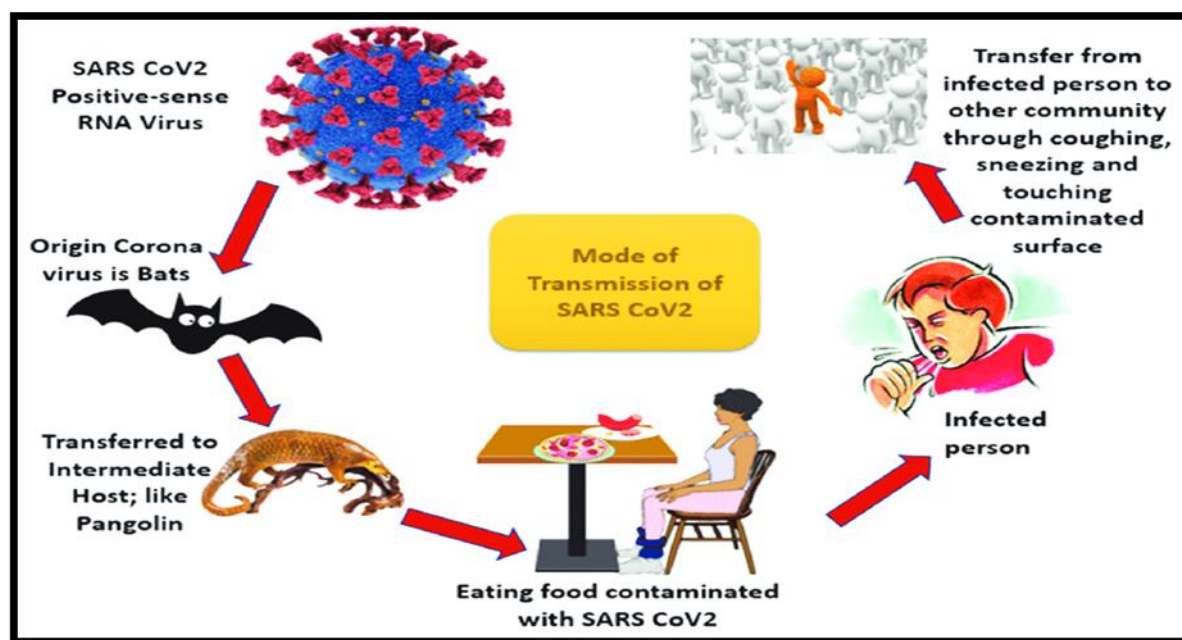 SARS CoV2
Positive-sense
RNA Virus
Origin Corona
virus is Bats
Transferred to
Intermediate
Host; like
Pangolin
Eating food contaminated
with SARS CoV2
Infected
person
Transfer from
infected person to
other community
through coughing,
sneezing and
touching
contaminated
surface
Mode of
Transmission of
SARS CoV2